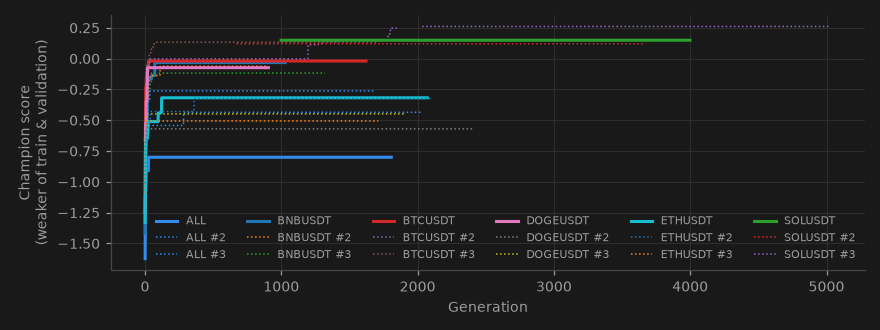 0.25
0.00
−0.25
−0.50
−0.75
−1.00
−1.25
−1.50
Champion score
(weaker of train & validation)
ALL BNBUSDT BTCUSDT DOGEUSDT ETHUSDT SOLUSDT
ALL #2 BNBUSDT #2 BTCUSDT #2 DOGEUSDT #2 ETHUSDT #2 SOLUSDT #2
ALL #3 BNBUSDT #3 BTCUSDT #3 DOGEUSDT #3 ETHUSDT #3 SOLUSDT #3
0 1000 2000 3000 4000 5000
Generation